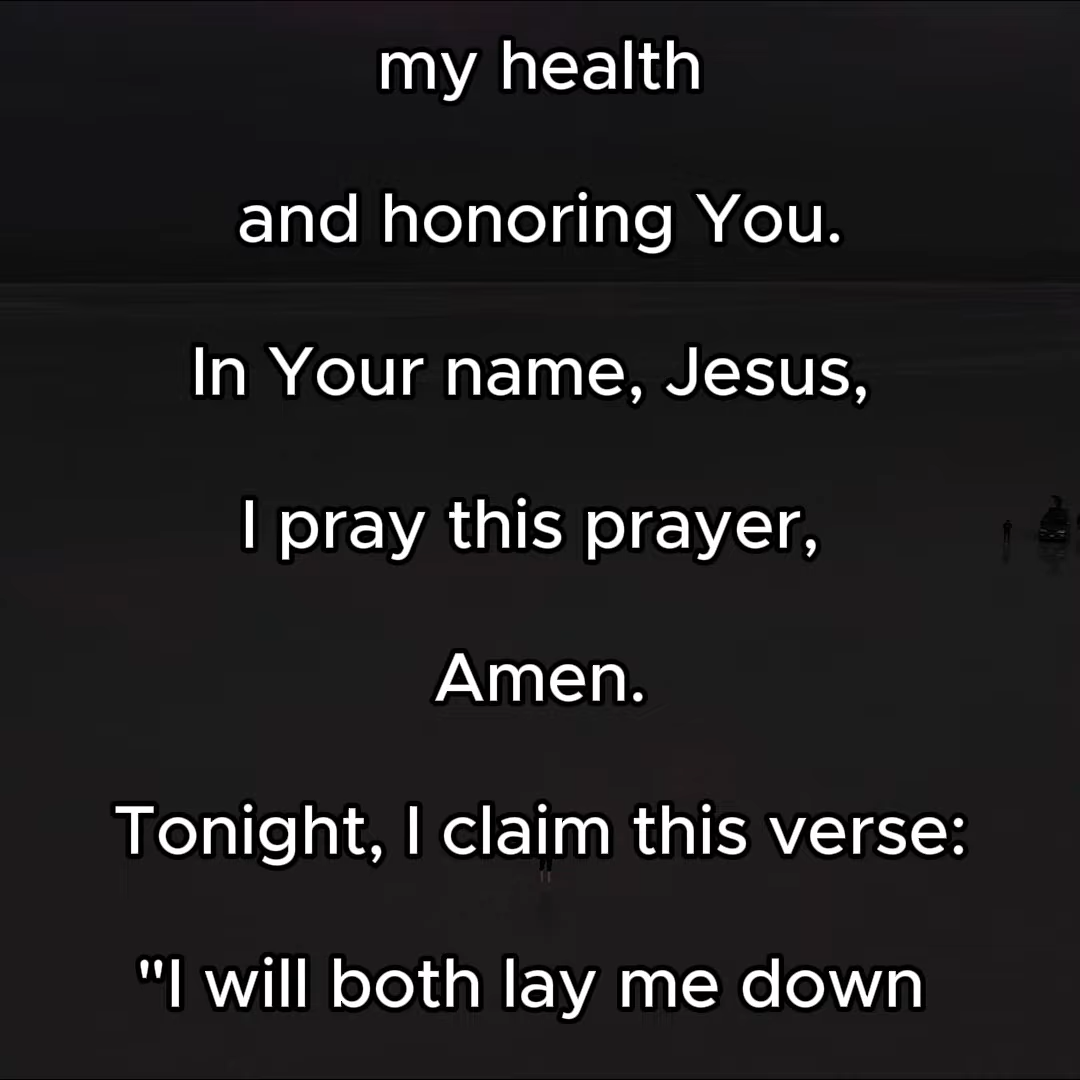 my health
and honoring You.
In Your name, Jesus,
I pray this prayer,
Amen.
Tonight, I claim this verse:
"I will both lay me down